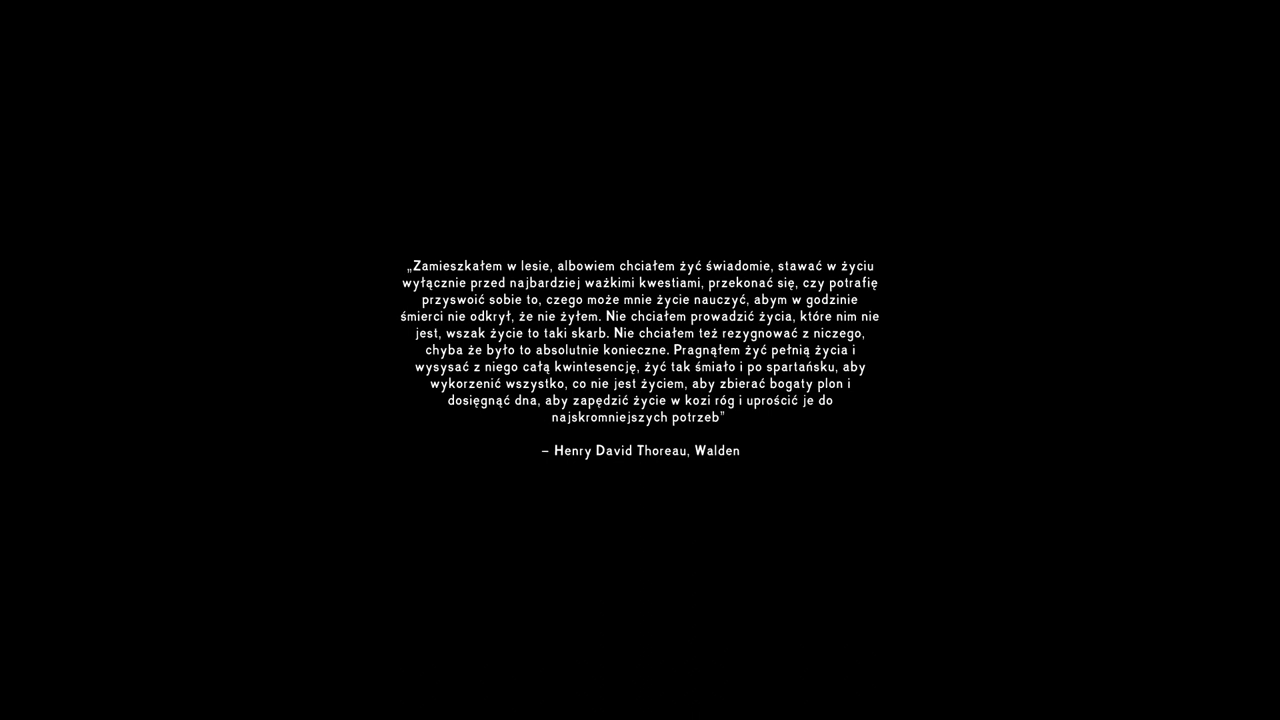 „Zamieszkałem w lesie, albowiem chciałem żyć świadomie, stawać w życiu
wyłącznie przed najbardziej ważkimi kwestiami, przekonać się, czy potrafię
przyswoić sobie to, czego może mnie życie nauczyć, abym w godzinie
śmierci nie odkrył, że nie żyłem. Nie chciałem prowadzić życia, które nim nie
jest, wszak życie to taki skarb. Nie chciałem też rezygnować z niczego,
chyba że było to absolutnie konieczne. Pragnąłem żyć pełnią życia i
wysysać z niego całą kwintesencję, żyć tak śmiało i po spartańsku, aby
wykorzenić wszystko, co nie jest życiem, aby zbierać bogaty plon i
dosięgnąć dna, aby zapędzić życie w kozi róg i uprościć je do
najskromniejszych potrzeb”
– Henry David Thoreau, Walden